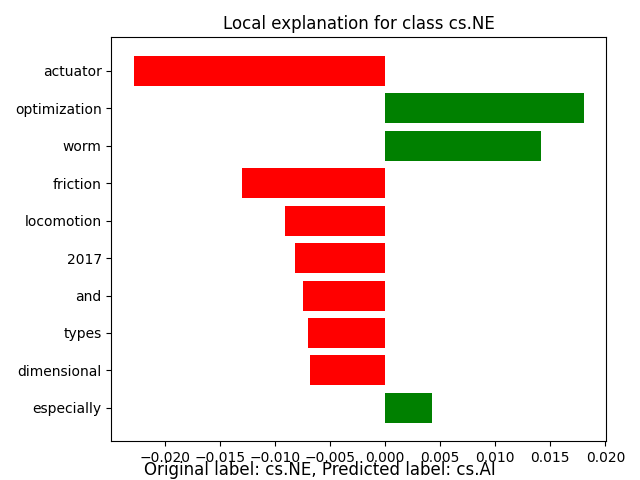 Local explanation for class cs.NE
actuator
optimization
worm
friction
locomotion
2017
and
types
dimensional
especially
−0.020 −0.015 −0.010 −0.005 0.000 0.005 0.010 0.015 0.020
Original label: cs.NE, Predicted label: cs.AI